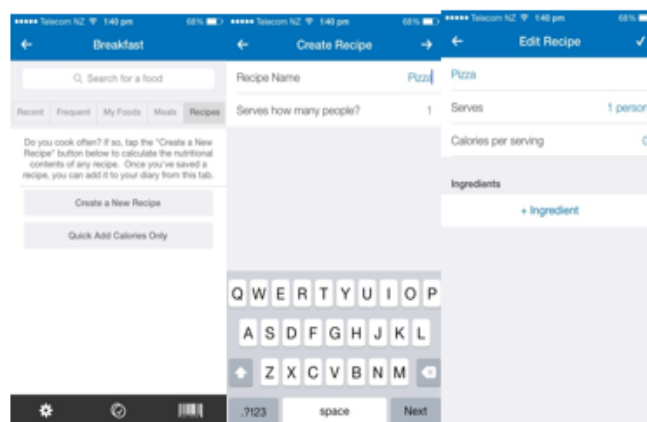 Telecom NZ 1:40 pm 68%
Breakfast
Search for a food
Recent Frequent My Foods Meals Recipes
Do you cook often? If so, tap the "Create a New
Recipe" button below to calculate the nutritional
contents of any recipe. Once you've saved a
recipe, you can add it to your diary from this tab.
Create a New Recipe
Quick Add Calories Only
Telecom NZ 1:40 pm 68%
Create Recipe
Recipe Name Pizza
Serves how many people? 1
Q W E R T Y U I O P
A S D F G H J K L
Z X C V B N M
.?123 space Next
Telecom NZ 1:40 pm 68%
Edit Recipe
Pizza
Serves 1 person
Calories per serving 0
Ingredients
+ Ingredient